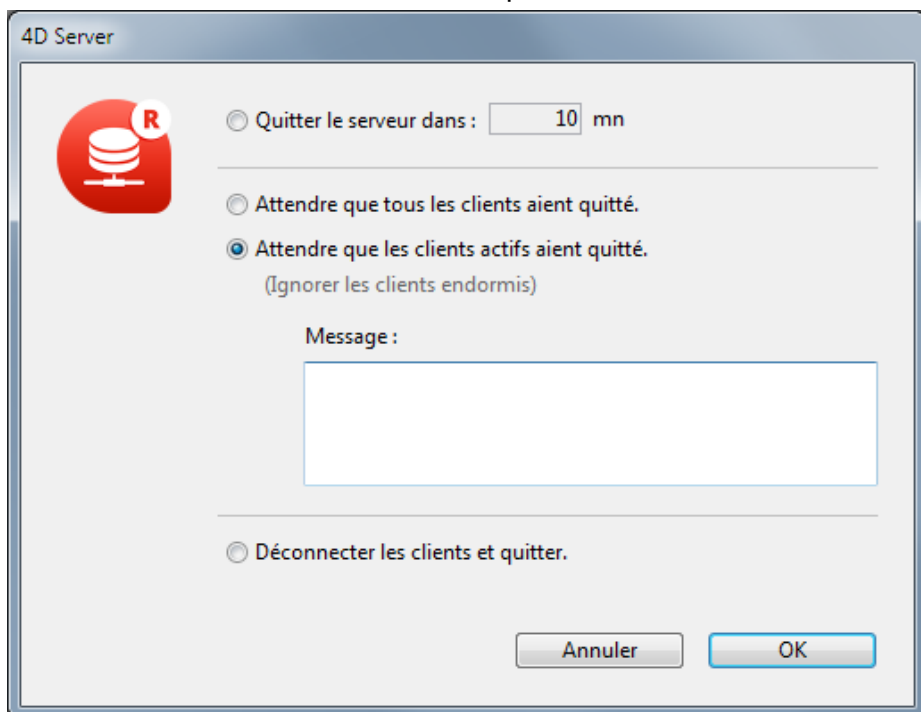 4D Server
R
Quitter le serveur dans : 10 mn
Attendre que tous les clients aient quitté.
Attendre que les clients actifs aient quitté.
(Ignorer les clients endormis)
Message :
Déconnecter les clients et quitter.
Annuler OK